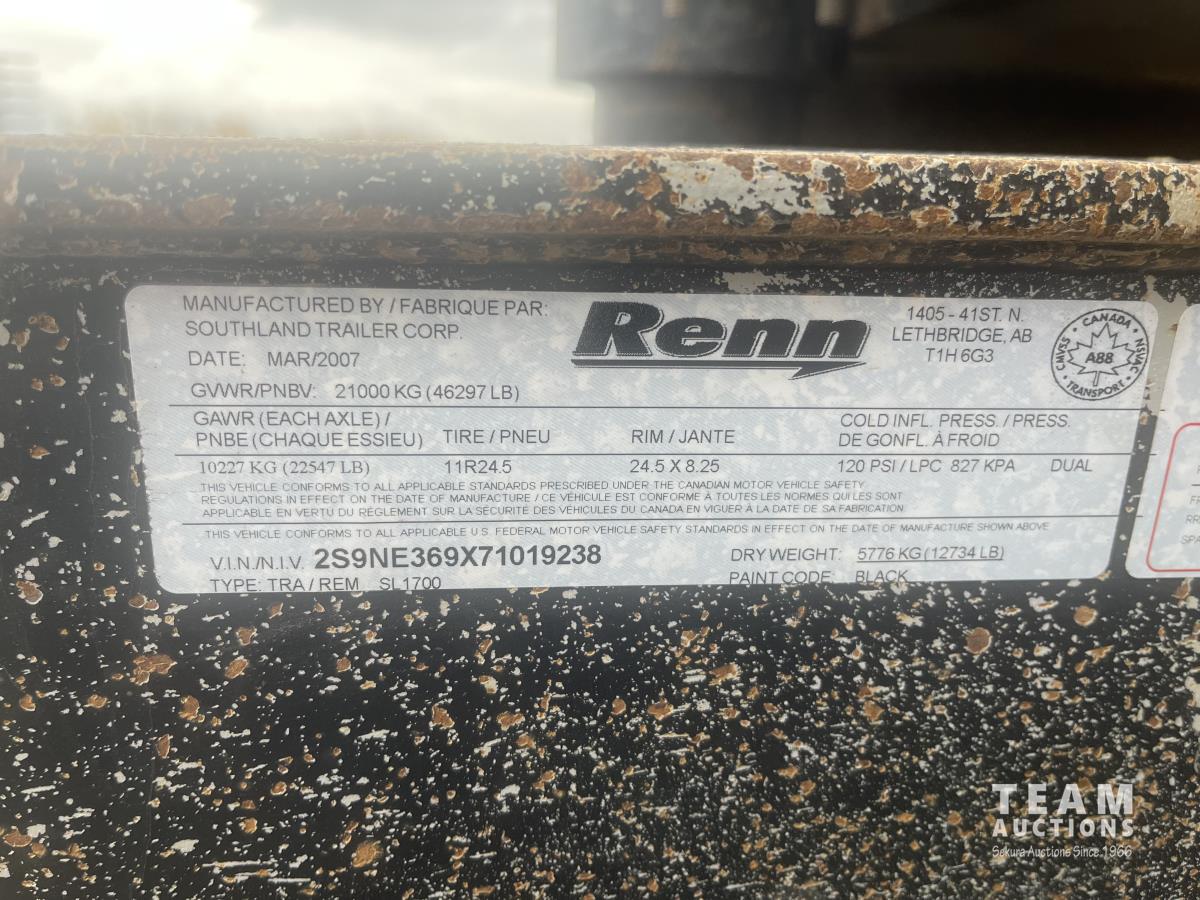 MANUFACTURED BY / FABRIQUE PAR:
SOUTHLAND TRAILER CORP.
DATE: MAR/2007
GVWR/PNBV: 21000 KG (46297 LB)
Renn
1405 - 41ST. N.
LETHBRIDGE, AB
T1H 6G3
CANADA
CMVSS
A88
NSVAC
TRANSPORT
GAWR (EACH AXLE) /
PNBE (CHAQUE ESSIEU) TIRE / PNEU RIM / JANTE
COLD INFL. PRESS. / PRESS.
DE GONFL. À FROID
10227 KG (22547 LB) 11R24.5 24.5 X 8.25 120 PSI / LPC 827 KPA DUAL
THIS VEHICLE CONFORMS TO ALL APPLICABLE STANDARDS PRESCRIBED UNDER THE CANADIAN MOTOR VEHICLE SAFETY
REGULATIONS IN EFFECT ON THE DATE OF MANUFACTURE / CE VÉHICULE EST CONFORME À TOUTES LES NORMES QUI LES SONT
APPLICABLE EN VERTU DU RÉGLEMENT SUR LA SÉCURITÉ DES VÉHICULES DU CANADA EN VIGUER À LA DATE DE SA FABRICATION.
THIS VEHICLE CONFORMS TO ALL APPLICABLE U.S. FEDERAL MOTOR VEHICLE SAFETY STANDARDS IN EFFECT ON THE DATE OF MANUFACTURE SHOWN ABOVE
V.I.N./N.I.V. 2S9NE369X71019238 DRY WEIGHT: 5776 KG (12734 LB)
TYPE: TRA / REM SL1700 PAINT CODE: BLACK
TEAM
AUCTIONS
Sekura Auctions Since 1966